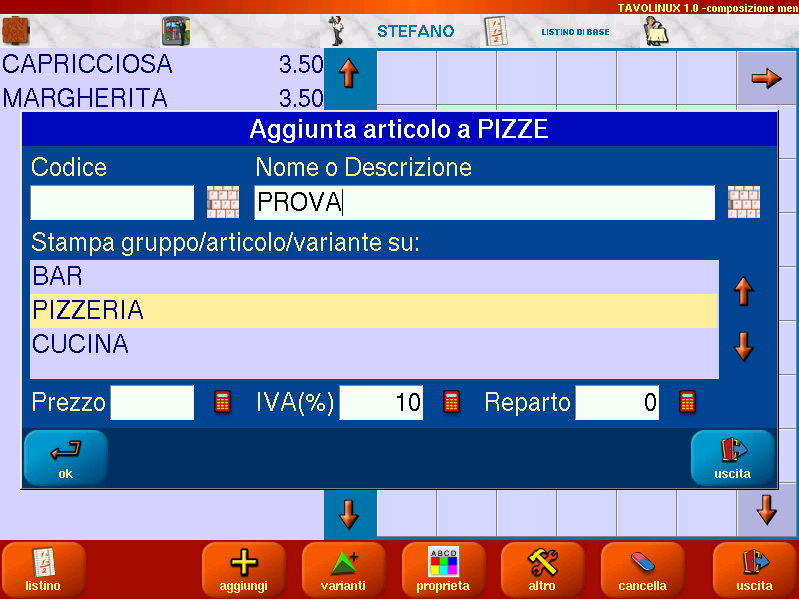 TAVOLINUX 1.0 -composizione men
STEFANO
LISTINO DI BASE
CAPRICCIOSA 3.50
MARGHERITA 3.50
Aggiunta articolo a PIZZE
Codice Nome o Descrizione
PROVA
Stampa gruppo/articolo/variante su:
BAR
PIZZERIA
CUCINA
Prezzo IVA(%) 10 Reparto 0
ok uscita
ABCD
listino aggiungi varianti proprieta altro cancella uscita